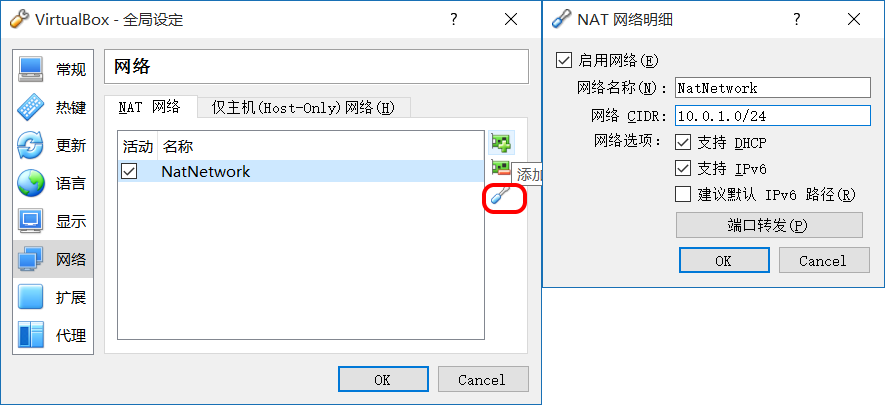 VirtualBox - 全局设定
常规
热键
更新
语言
显示
网络
扩展
代理
网络
NAT 网络
仅主机(Host-Only)网络(H)
活动 名称
NatNetwork
添加
OK
Cancel
NAT 网络明细
启用网络(E)
网络名称(N): NatNetwork
网络 CIDR: 10.0.1.0/24
网络选项: 支持 DHCP
支持 IPv6
建议默认 IPv6 路径(R)
端口转发(P)
OK
Cancel